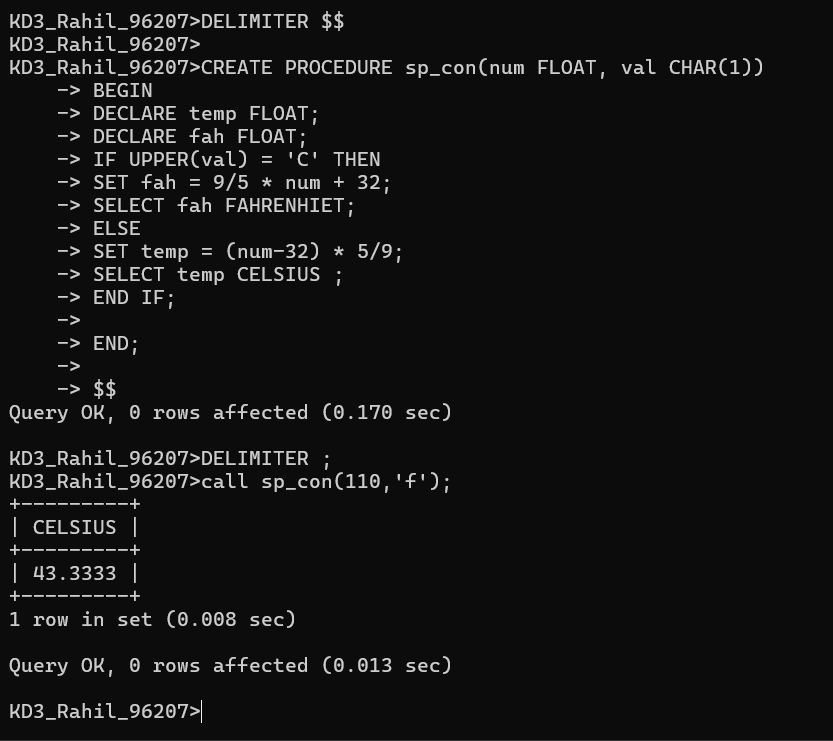 KD3_Rahil_96207>DELIMITER $$
KD3_Rahil_96207>
KD3_Rahil_96207>CREATE PROCEDURE sp_con(num FLOAT, val CHAR(1))
    -> BEGIN
    -> DECLARE temp FLOAT;
    -> DECLARE fah FLOAT;
    -> IF UPPER(val) = 'C' THEN
    -> SET fah = 9/5 * num + 32;
    -> SELECT fah FAHRENHIET;
    -> ELSE
    -> SET temp = (num-32) * 5/9;
    -> SELECT temp CELSIUS ;
    -> END IF;
    ->
    -> END;
    ->
    -> $$
Query OK, 0 rows affected (0.170 sec)

KD3_Rahil_96207>DELIMITER ;
KD3_Rahil_96207>call sp_con(110,'f');
+---------+
| CELSIUS |
+---------+
| 43.3333 |
+---------+
1 row in set (0.008 sec)

Query OK, 0 rows affected (0.013 sec)

KD3_Rahil_96207>